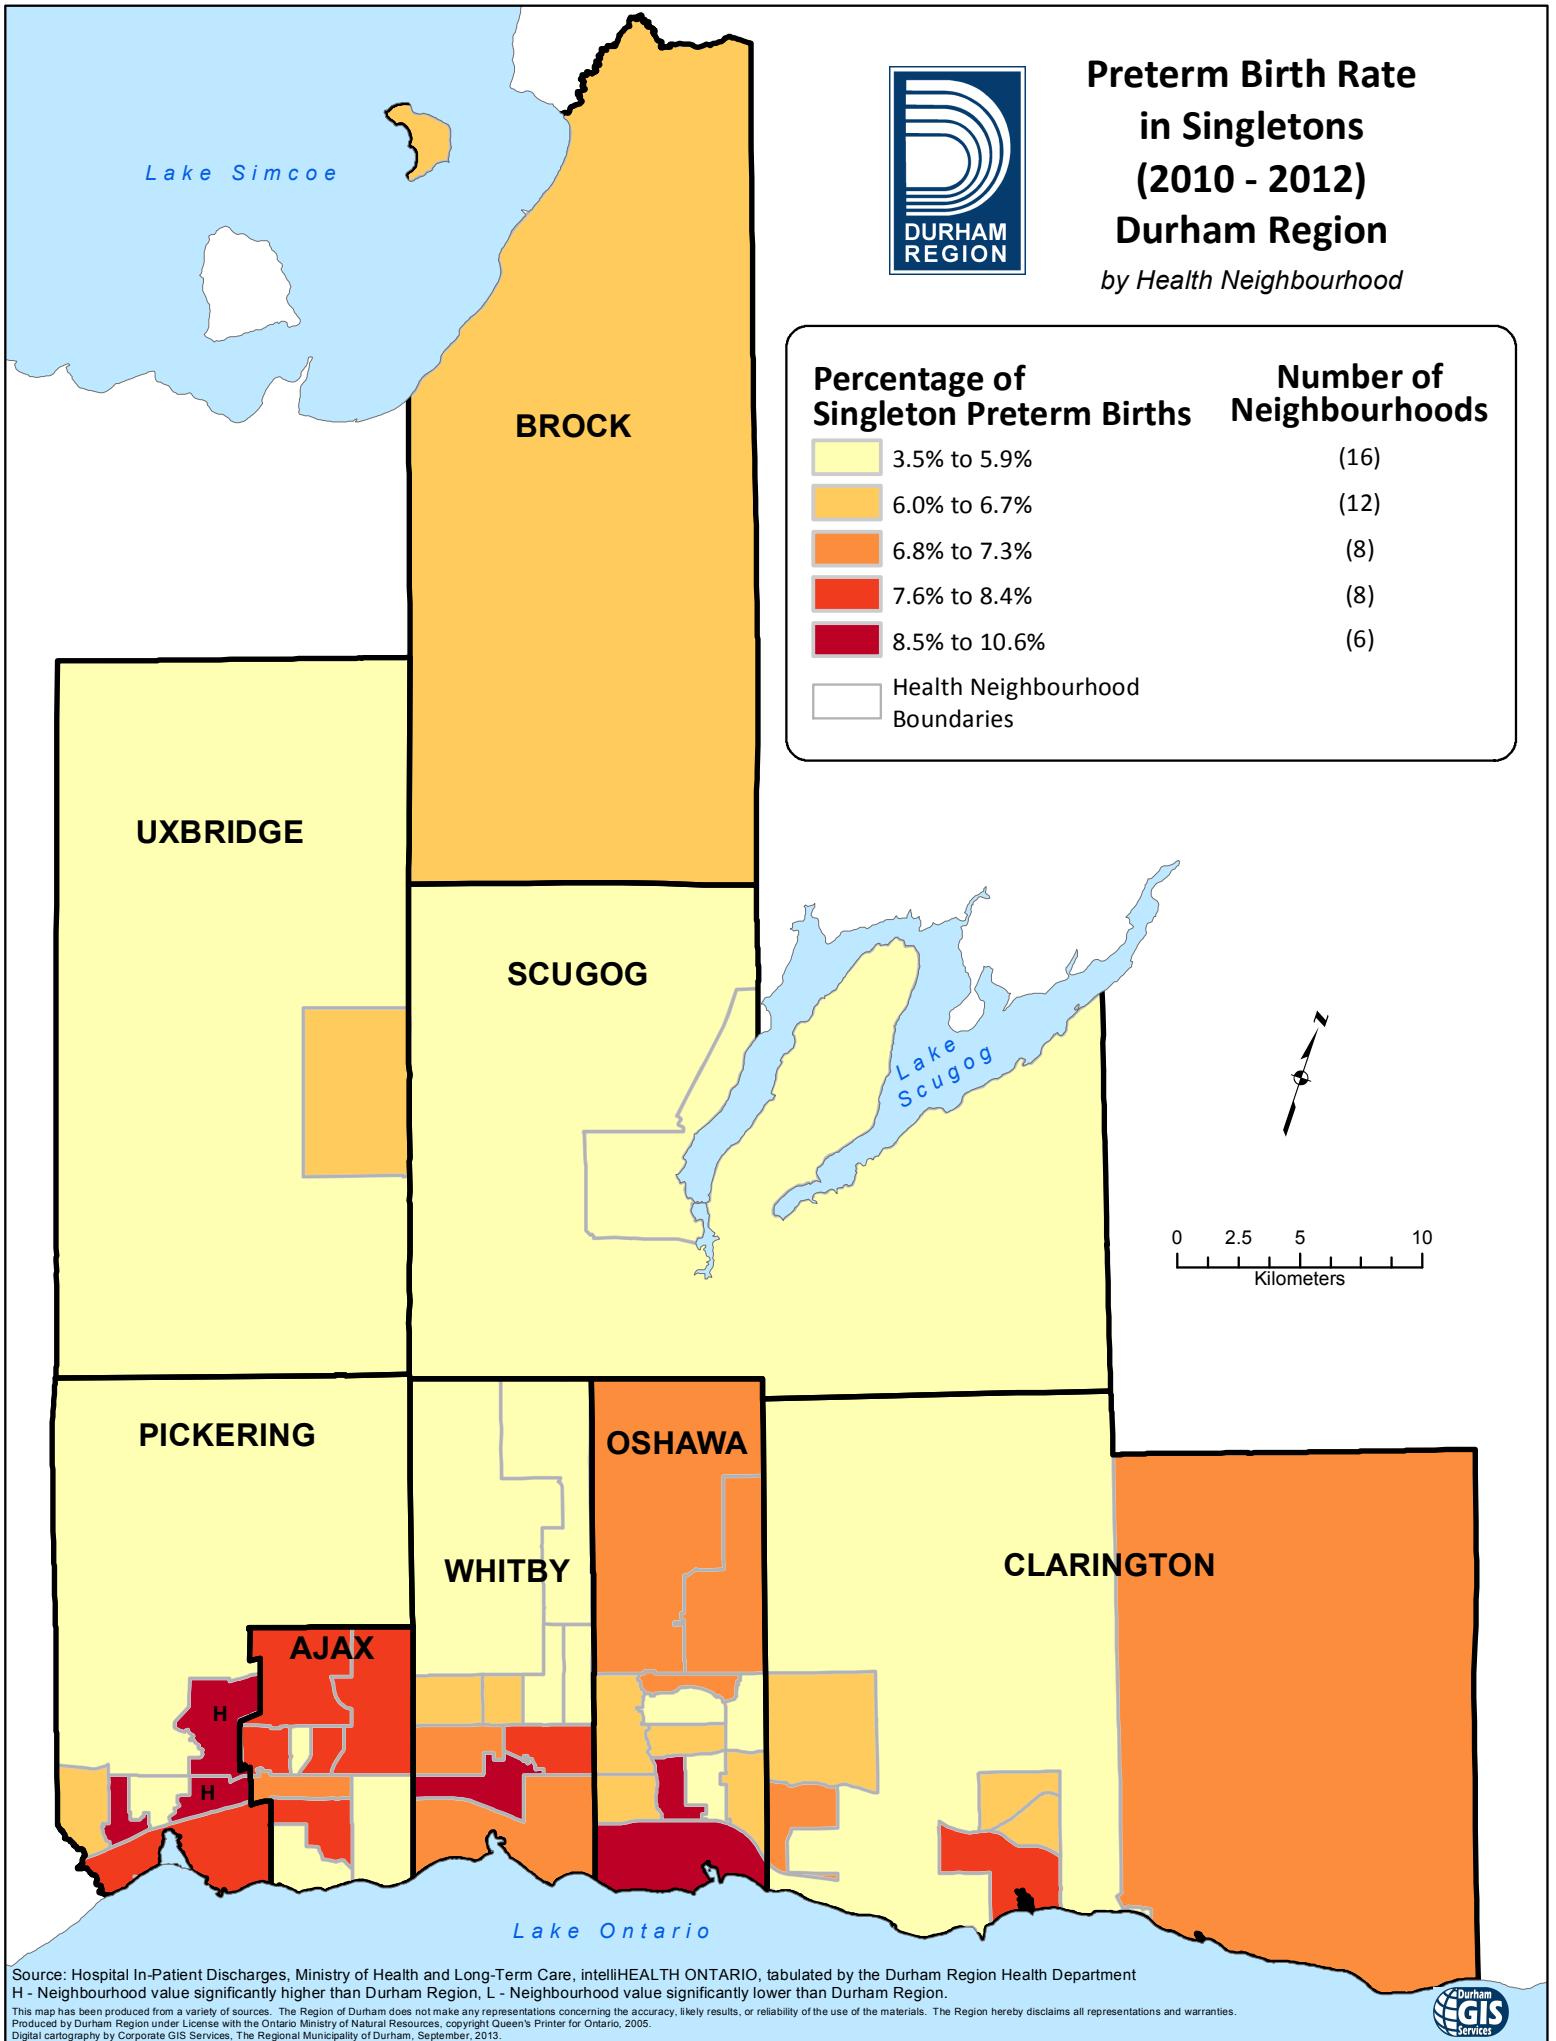 Preterm Birth Rate
in Singletons
(2010 - 2012)
Durham Region
by Health Neighbourhood
DURHAM
REGION
Lake Simcoe
Percentage of
Singleton Preterm Births
Number of
Neighbourhoods
3.5% to 5.9% (16)
6.0% to 6.7% (12)
6.8% to 7.3% (8)
7.6% to 8.4% (8)
8.5% to 10.6% (6)
Health Neighbourhood
Boundaries
BROCK
UXBRIDGE
SCUGOG
Lake
Scugog
N
0 2.5 5 10
Kilometers
PICKERING
OSHAWA
WHITBY
CLARINGTON
AJAX
H
H
Lake Ontario
Source: Hospital In-Patient Discharges, Ministry of Health and Long-Term Care, intelliHEALTH ONTARIO, tabulated by the Durham Region Health Department
H - Neighbourhood value significantly higher than Durham Region, L - Neighbourhood value significantly lower than Durham Region.
This map has been produced from a variety of sources. The Region of Durham does not make any representations concerning the accuracy, likely results, or reliability of the use of the materials. The Region hereby disclaims all representations and warranties.
Produced by Durham Region under License with the Ontario Ministry of Natural Resources, copyright Queen's Printer for Ontario, 2005.
Digital cartography by Corporate GIS Services, The Regional Municipality of Durham, September, 2013.
Durham
GIS
Services